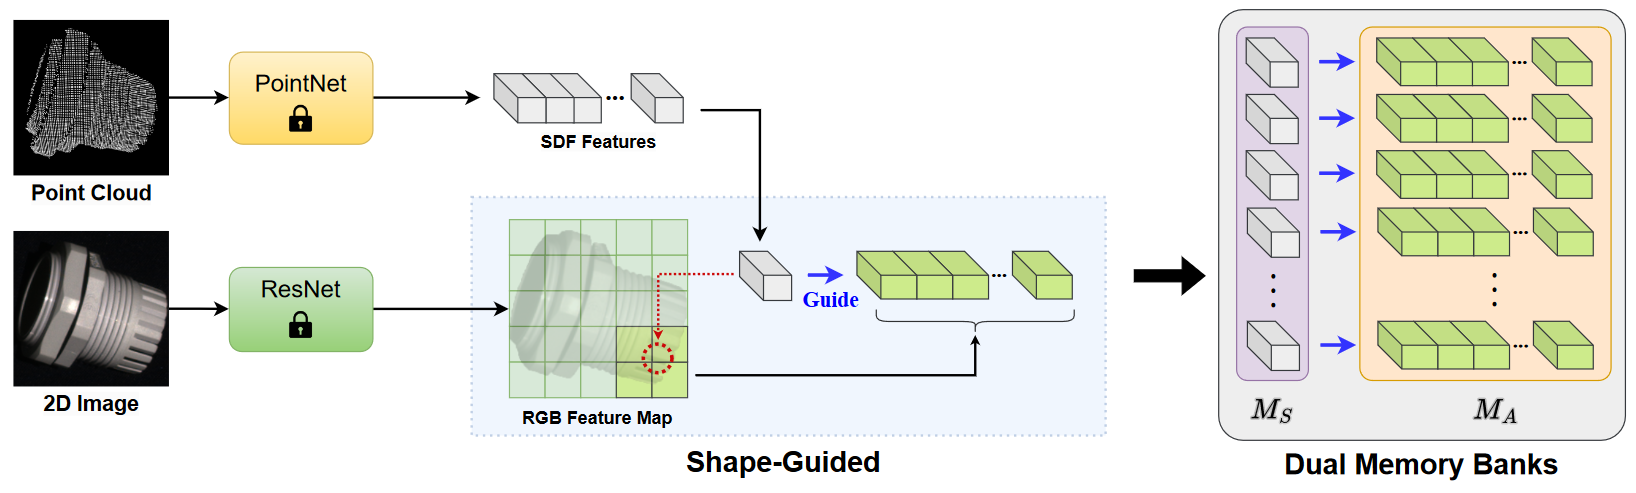 PointNet
Point Cloud
SDF Features
ResNet
2D Image
RGB Feature Map
Guide
...
...
Shape-Guided
...
...
...
...
...
M_S
M_A
Dual Memory Banks